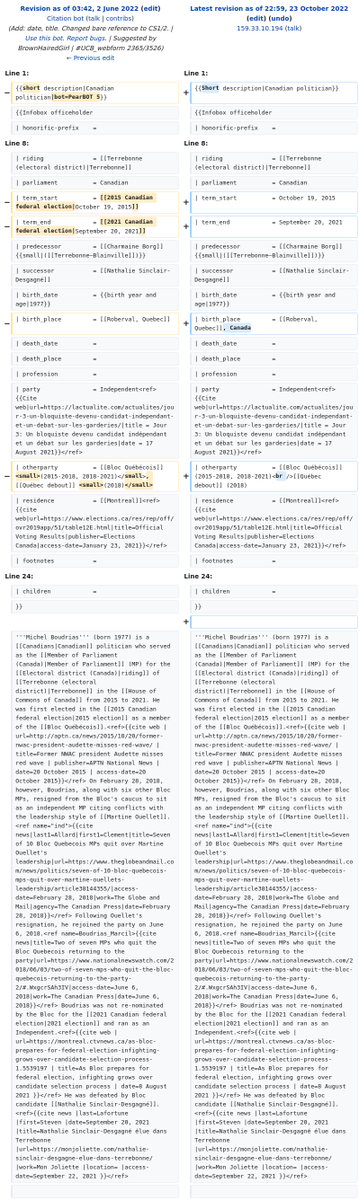 Revision as of 03:42, 2 June 2022 (edit)
Citation bot (talk | contribs)
(Add: date, title. Changed bare reference to CS1/2. |
Use this bot. Report bugs. | Suggested by
BrownHairedGirl | #UCB_webform 2365/3526)
← Previous edit
Latest revision as of 22:59, 23 October 2022
(edit) (undo)
159.33.10.194 (talk)
Line 1:
Line 1:
− {{short description|Canadian
politician|bot=PearBOT 5}}
+ {{Short description|Canadian politician}}
{{Infobox officeholder
{{Infobox officeholder
| honorific-prefix =
| honorific-prefix =
Line 8:
Line 8:
| riding = [[Terrebonne
(electoral district)|Terrebonne]]
| riding = [[Terrebonne
(electoral district)|Terrebonne]]
| parliament = Canadian
| parliament = Canadian
− | term_start = [[2015 Canadian
federal election|October 19, 2015]]
+ | term_start = October 19, 2015
− | term_end = [[2021 Canadian
federal election|September 20, 2021]]
+ | term_end = September 20, 2021
| predecessor = [[Charmaine Borg]]
{{small|([[Terrebonne—Blainville]])}}
| predecessor = [[Charmaine Borg]]
{{small|([[Terrebonne—Blainville]])}}
| successor = [[Nathalie Sinclair-
Desgagné]]
| successor = [[Nathalie Sinclair-
Desgagné]]
| birth_date = {{birth year and
age|1977}}
| birth_date = {{birth year and
age|1977}}
− | birth_place = [[Roberval, Quebec]]
+ | birth_place = [[Roberval,
Quebec]], Canada
| death_date =
| death_date =
| death_place =
| death_place =
| profession =
| profession =
| party = Independent<ref>
{{Cite
web|url=https://lactualite.com/actualites/jou
r-3-un-bloquiste-devenu-candidat-independant-
et-un-debat-sur-les-garderies/|title = Jour
3: Un bloquiste devenu candidat indépendant
et un débat sur les garderies|date = 17
August 2021}}</ref>
| party = Independent<ref>
{{Cite
web|url=https://lactualite.com/actualites/jou
r-3-un-bloquiste-devenu-candidat-independant-
et-un-debat-sur-les-garderies/|title = Jour
3: Un bloquiste devenu candidat indépendant
et un débat sur les garderies|date = 17
August 2021}}</ref>
− | otherparty = [[Bloc Québécois]]
<small>(2015-2018, 2018-2021)</small>,
[[Québec debout]] <small>(2018)</small>
+ | otherparty = [[Bloc Québécois]]
(2015-2018, 2018-2021)<br />[[Québec
debout]] (2018)
| residence = [[Montreal]]<ref>
{{cite
web|url=https://www.elections.ca/res/rep/off/
ovr2019app/51/table12E.html|title=Official
Voting Results|publisher=Elections
Canada|access-date=January 23, 2021}}</ref>
| residence = [[Montreal]]<ref>
{{cite
web|url=https://www.elections.ca/res/rep/off/
ovr2019app/51/table12E.html|title=Official
Voting Results|publisher=Elections
Canada|access-date=January 23, 2021}}</ref>
| footnotes =
| footnotes =
Line 24:
Line 24:
| children =
| children =
}}
}}
+
'''Michel Boudrias''' (born 1977) is a
[[Canadians|Canadian]] politician who served
as the [[Member of Parliament
(Canada)|Member of Parliament]] (MP) for the
[[Electoral district (Canada)|riding]] of
[[Terrebonne (electoral
district)|Terrebonne]] in the [[House of
Commons of Canada]] from 2015 to 2021. He
was first elected in the [[2015 Canadian
federal election|2015 election]] as a member
of the [[Bloc Québécois]].<ref>{{cite web |
url=http://aptn.ca/news/2015/10/20/former-
nwac-president-audette-misses-red-wave/ |
title=Former NWAC president Audette misses
red wave | publisher=APTN National News |
date=20 October 2015 | access-date=20
October 2015}}</ref> On February 28, 2018,
however, Boudrias, along with six other Bloc
MPs, resigned from the Bloc's caucus to sit
as an independent MP citing conflicts with
the leadership style of [[Martine Ouellet]].
<ref name="ind">{{cite
news|last=Allard|first=Clement|title=Seven
of 10 Bloc Quebecois MPs quit over Martine
Ouellet's
leadership|url=https://www.theglobeandmail.co
m/news/politics/seven-of-10-bloc-quebecois-
mps-quit-over-martine-ouellets-
leadership/article38144355/|access-
date=February 28, 2018|work=The Globe and
Mail|agency=The Canadian Press|date=February
28, 2018}}</ref> Following Ouellet's
resignation, he rejoined the party on June
6, 2018.<ref name=Boudrias_Marcil>{{cite
news|title=Two of seven MPs who quit the
Bloc Quebecois returning to the
party|url=https://www.nationalnewswatch.com/2
018/06/03/two-of-seven-mps-who-quit-the-bloc-
quebecois-returning-to-the-party-
2/#.WxgcrSAh3IV|access-date=June 6,
2018|work=The Canadian Press|date=June 6,
2018}}</ref> Boudrias was not re-nominated
by the Bloc for the [[2021 Canadian federal
election|2021 election]] and ran as an
Independent.<ref>{{cite web |
url=https://montreal.ctvnews.ca/as-bloc-
prepares-for-federal-election-infighting-
grows-over-candidate-selection-process-
1.5539197 | title=As Bloc prepares for
federal election, infighting grows over
candidate selection process | date=8 August
2021 }}</ref> He was defeated by Bloc
candidate [[Nathalie Sinclair-Desgagné]].
<ref>{{cite news |last=Lafortune
|first=Steven |date=September 20, 2021
|title=Nathalie Sinclair-Desgagné élue dans
Terrebonne
|url=https://monjoliette.com/nathalie-
sinclair-desgagne-elue-dans-terrebonne/
|work=Mon Joliette |location= |access-
date=September 22, 2021 }}</ref>
'''Michel Boudrias''' (born 1977) is a
[[Canadians|Canadian]] politician who served
as the [[Member of Parliament
(Canada)|Member of Parliament]] (MP) for the
[[Electoral district (Canada)|riding]] of
[[Terrebonne (electoral
district)|Terrebonne]] in the [[House of
Commons of Canada]] from 2015 to 2021. He
was first elected in the [[2015 Canadian
federal election|2015 election]] as a member
of the [[Bloc Québécois]].<ref>{{cite web |
url=http://aptn.ca/news/2015/10/20/former-
nwac-president-audette-misses-red-wave/ |
title=Former NWAC president Audette misses
red wave | publisher=APTN National News |
date=20 October 2015 | access-date=20
October 2015}}</ref> On February 28, 2018,
however, Boudrias, along with six other Bloc
MPs, resigned from the Bloc's caucus to sit
as an independent MP citing conflicts with
the leadership style of [[Martine Ouellet]].
<ref name="ind">{{cite
news|last=Allard|first=Clement|title=Seven
of 10 Bloc Quebecois MPs quit over Martine
Ouellet's
leadership|url=https://www.theglobeandmail.co
m/news/politics/seven-of-10-bloc-quebecois-
mps-quit-over-martine-ouellets-
leadership/article38144355/|access-
date=February 28, 2018|work=The Globe and
Mail|agency=The Canadian Press|date=February
28, 2018}}</ref> Following Ouellet's
resignation, he rejoined the party on June
6, 2018.<ref name=Boudrias_Marcil>{{cite
news|title=Two of seven MPs who quit the
Bloc Quebecois returning to the
party|url=https://www.nationalnewswatch.com/2
018/06/03/two-of-seven-mps-who-quit-the-bloc-
quebecois-returning-to-the-party-
2/#.WxgcrSAh3IV|access-date=June 6,
2018|work=The Canadian Press|date=June 6,
2018}}</ref> Boudrias was not re-nominated
by the Bloc for the [[2021 Canadian federal
election|2021 election]] and ran as an
Independent.<ref>{{cite web |
url=https://montreal.ctvnews.ca/as-bloc-
prepares-for-federal-election-infighting-
grows-over-candidate-selection-process-
1.5539197 | title=As Bloc prepares for
federal election, infighting grows over
candidate selection process | date=8 August
2021 }}</ref> He was defeated by Bloc
candidate [[Nathalie Sinclair-Desgagné]].
<ref>{{cite news |last=Lafortune
|first=Steven |date=September 20, 2021
|title=Nathalie Sinclair-Desgagné élue dans
Terrebonne
|url=https://monjoliette.com/nathalie-
sinclair-desgagne-elue-dans-terrebonne/
|work=Mon Joliette |location= |access-
date=September 22, 2021 }}</ref>